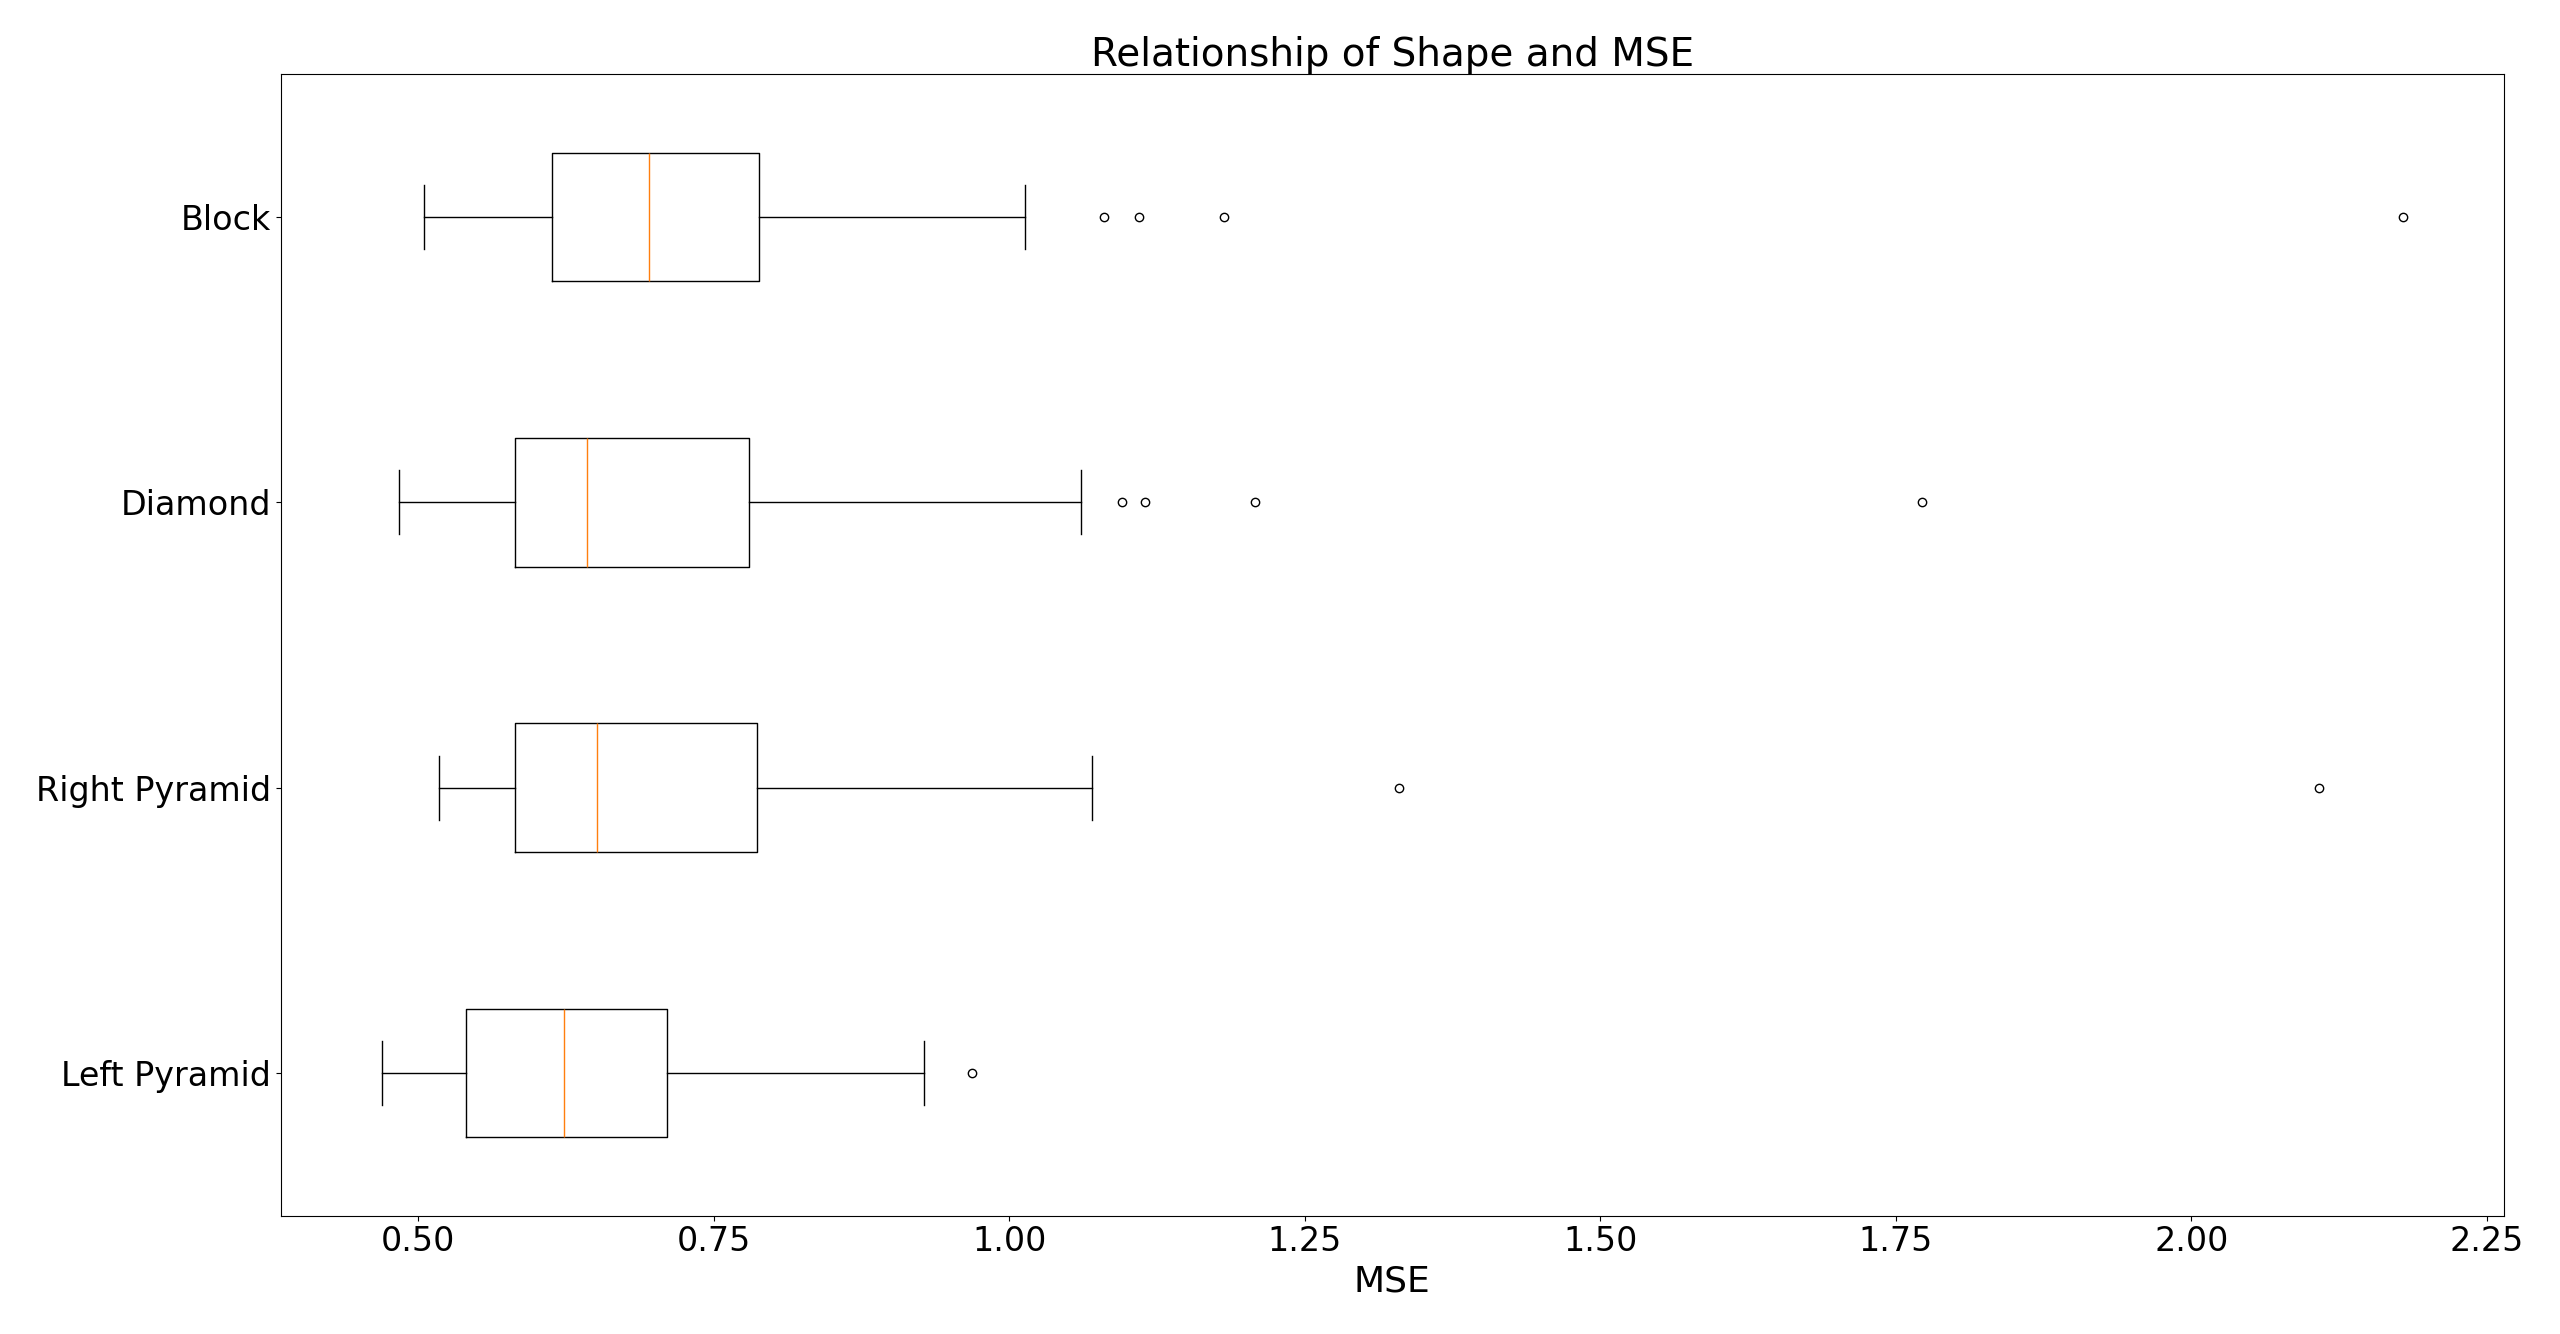 Relationship of Shape and MSE
Block
Diamond
Right Pyramid
Left Pyramid
0.50 0.75 1.00 1.25 1.50 1.75 2.00 2.25
MSE